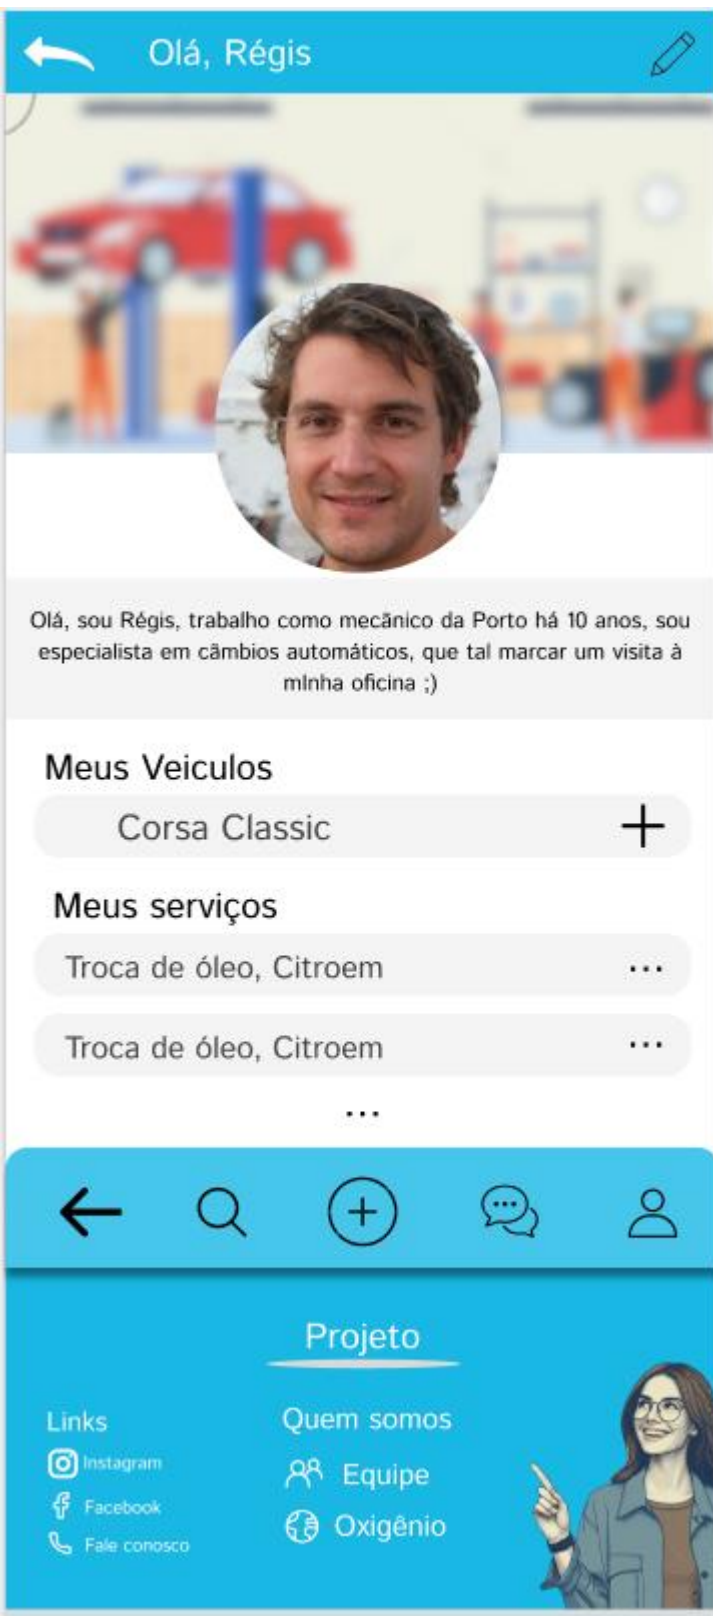 Olá, Régis
Olá, sou Régis, trabalho como mecânico da Porto há 10 anos, sou
especialista em câmbios automáticos, que tal marcar um visita à
mInha oficina ;)
Meus Veiculos
Corsa Classic
Meus serviços
Troca de óleo, Citroem
...
Troca de óleo, Citroem
...
...
Projeto
Links
Instagram
Facebook
Fale conosco
Quem somos
Equipe
Oxigênio